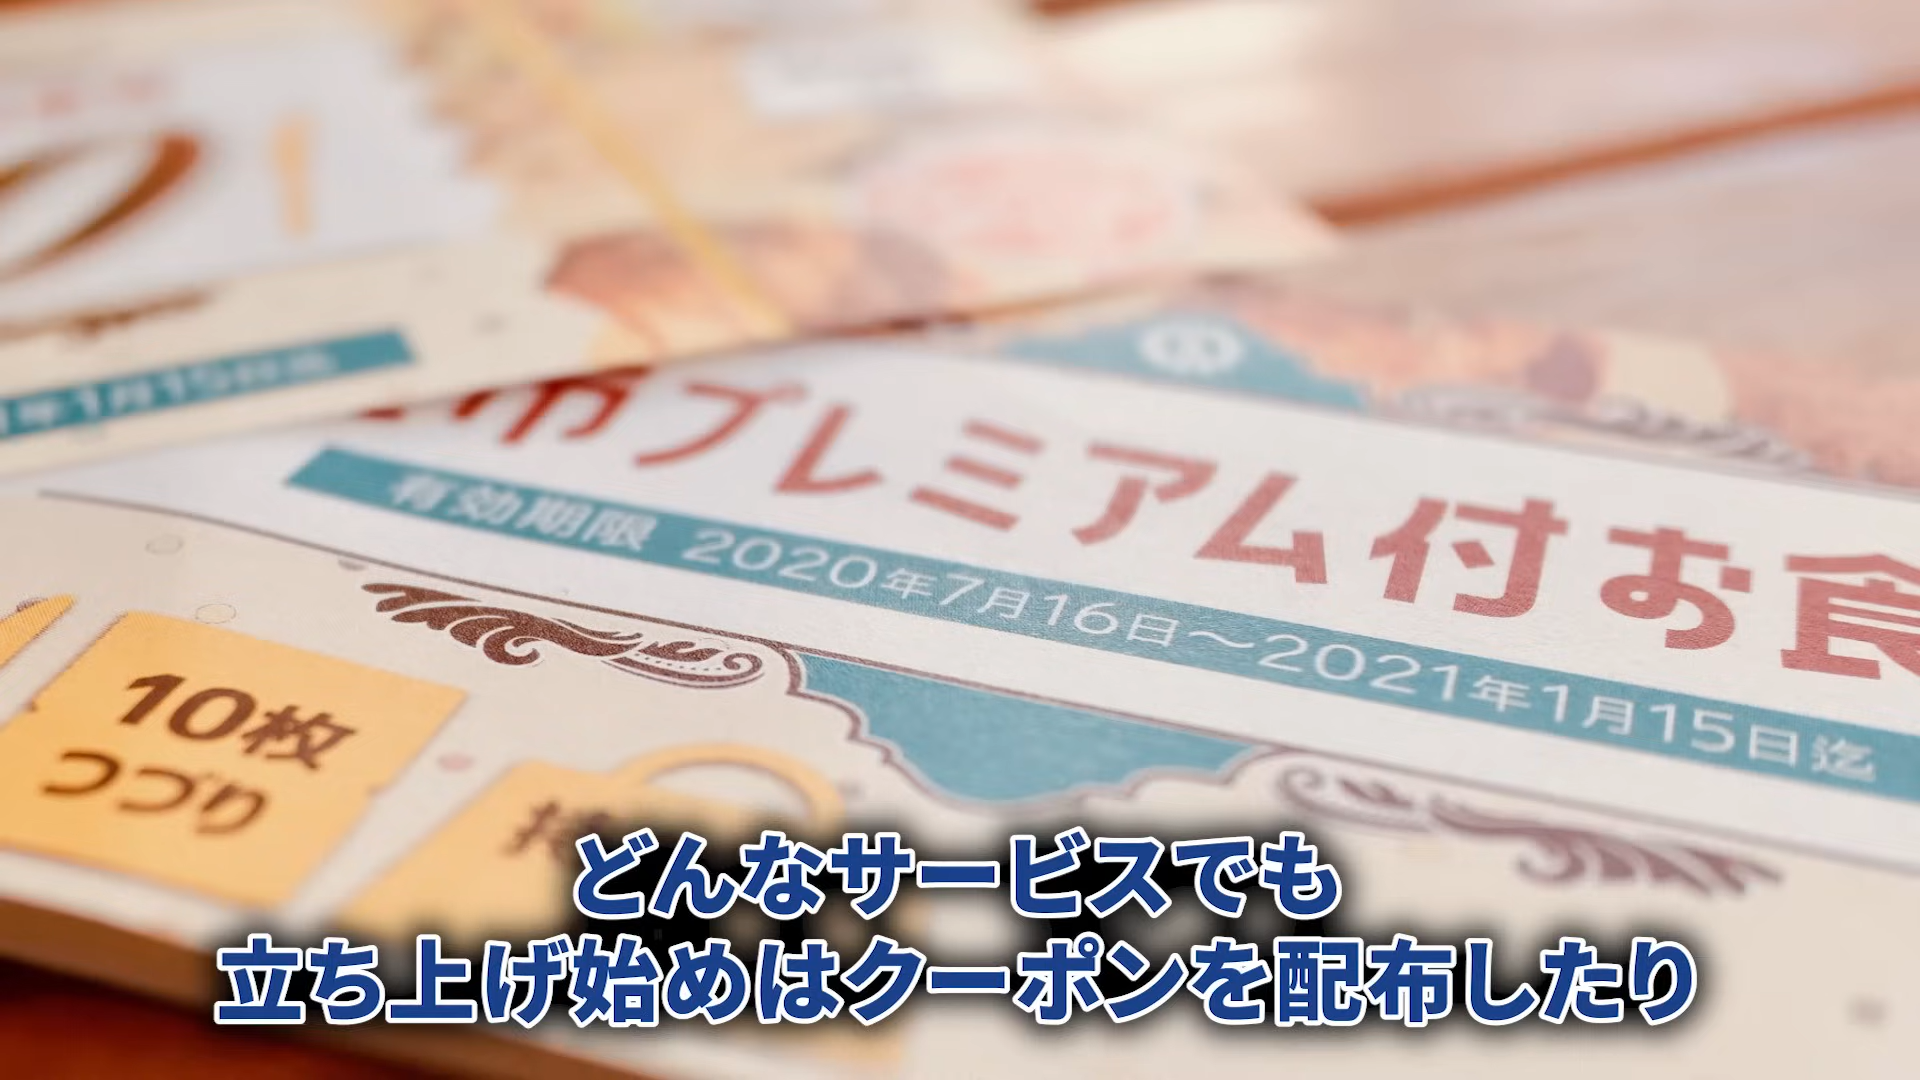 市プレミアム付お食
有効期限 2020年7月16日～2021年1月15日迄
10枚
つづり
どんなサービスでも
立ち上げ始めはクーポンを配布したり